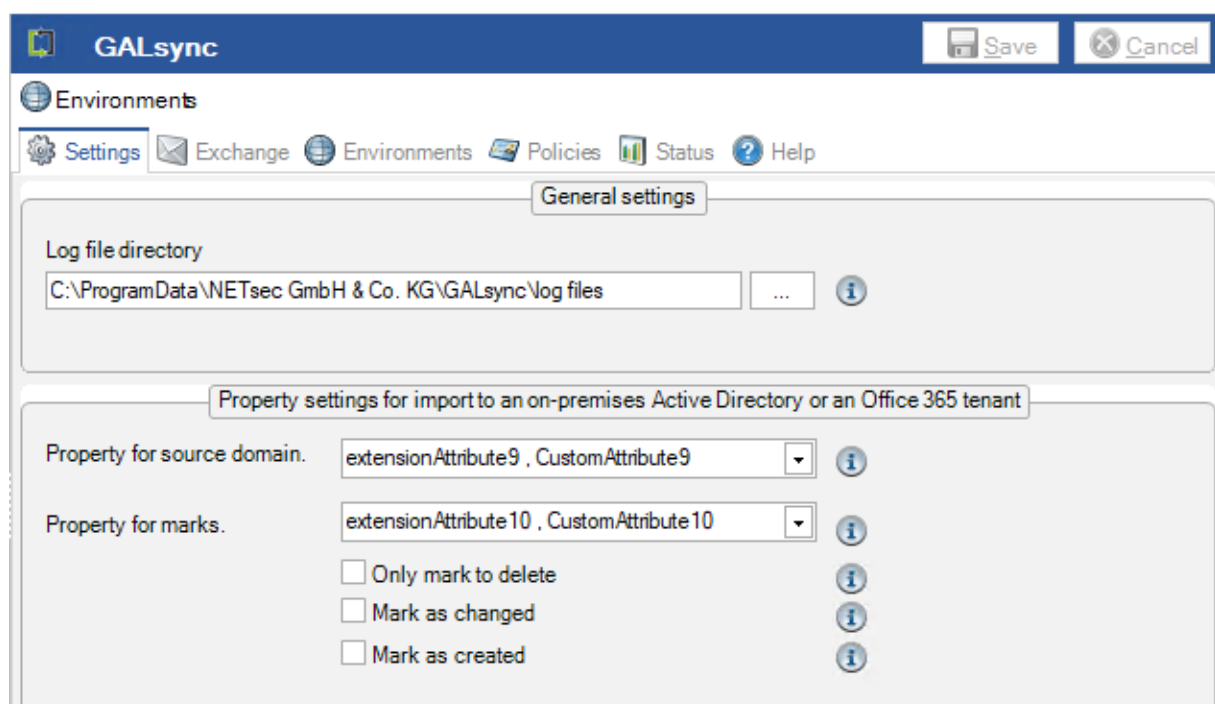 GALsync Save Cancel
Environments
Settings Exchange Environments Policies Status Help
General settings
Log file directory
C:\ProgramData\NETsec GmbH & Co. KG\GALsync\log files ...
Property settings for import to an on-premises Active Directory or an Office 365 tenant
Property for source domain. extensionAttribute9 , CustomAttribute9
Property for marks. extensionAttribute10 , CustomAttribute10
Only mark to delete
Mark as changed
Mark as created